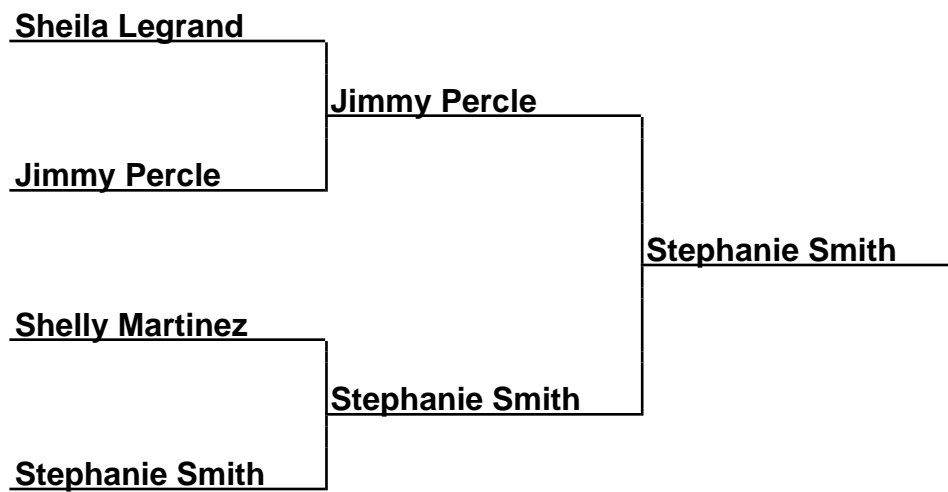 Sheila Legrand
Jimmy Percle
Jimmy Percle
Stephanie Smith
Shelly Martinez
Stephanie Smith
Stephanie Smith